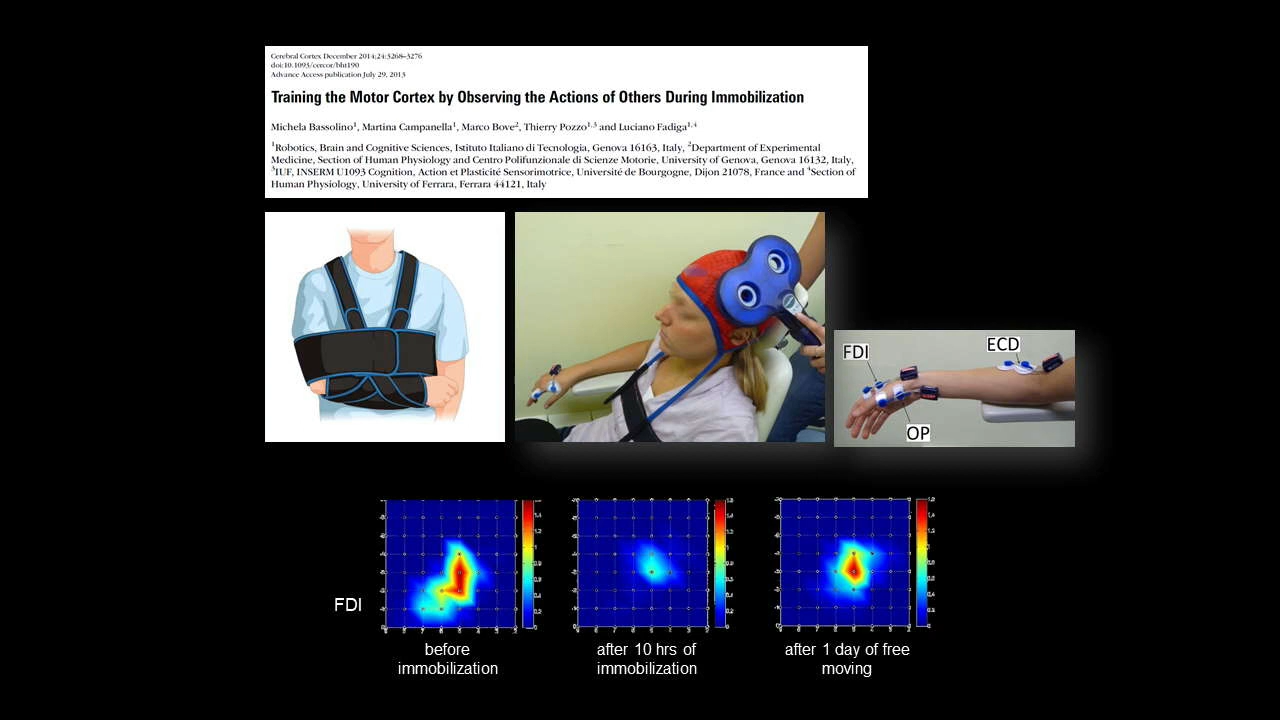 Cerebral Cortex December 2014;24:3268–3276
doi:10.1093/cercor/bht190
Advance Access publication July 29, 2013
Training the Motor Cortex by Observing the Actions of Others During Immobilization
Michela Bassolino1, Martina Campanella1, Marco Bove2, Thierry Pozzo1,3 and Luciano Fadiga1,4
1Robotics, Brain and Cognitive Sciences, Istituto Italiano di Tecnologia, Genova 16163, Italy, 2Department of Experimental
Medicine, Section of Human Physiology and Centro Polifunzionale di Scienze Motorie, University of Genova, Genova 16132, Italy,
3IUF, INSERM U1093 Cognition, Action et Plasticité Sensorimotrice, Université de Bourgogne, Dijon 21078, France and 4Section of
Human Physiology, University of Ferrara, Ferrara 44121, Italy
FDI
ECD
OP
FDI
before
immobilization
after 10 hrs of
immobilization
after 1 day of free
moving